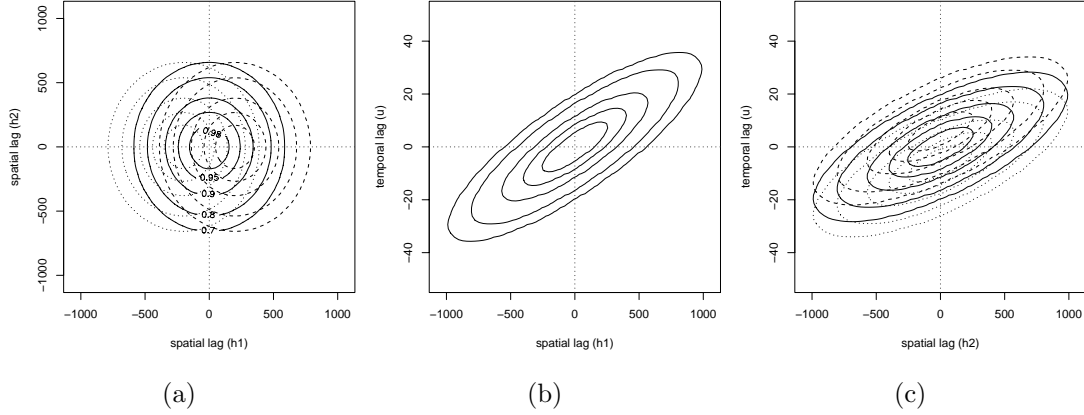 1000
500
0
−500
−1000
spatial lag (h2)
0.98
0.95
0.9
0.8
0.7
−1000 −500 0 500 1000
spatial lag (h1)
(a)
40
20
0
−20
−40
temporal lag (u)
−1000 −500 0 500 1000
spatial lag (h1)
(b)
40
20
0
−20
−40
temporal lag (u)
−1000 −500 0 500 1000
spatial lag (h2)
(c)